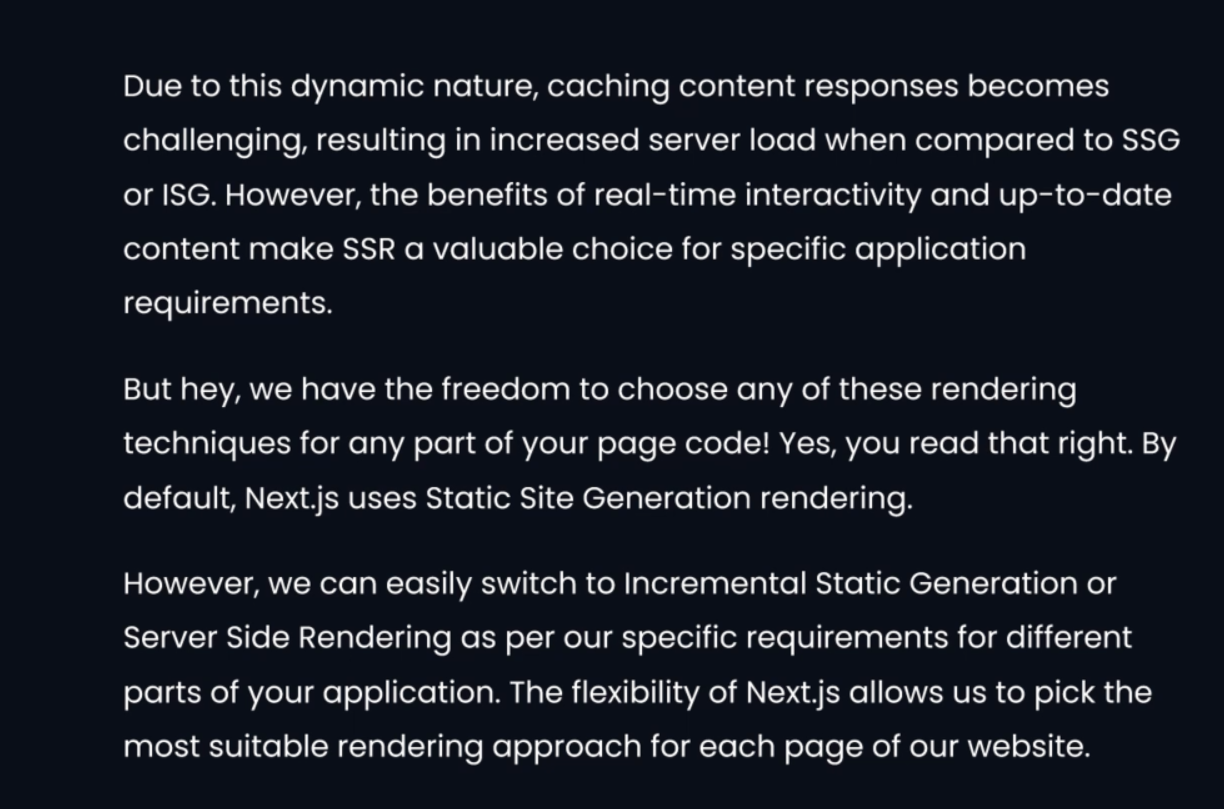 Due to this dynamic nature, caching content responses becomes
challenging, resulting in increased server load when compared to SSG
or ISG. However, the benefits of real-time interactivity and up-to-date
content make SSR a valuable choice for specific application
requirements.
But hey, we have the freedom to choose any of these rendering
techniques for any part of your page code! Yes, you read that right. By
default, Next.js uses Static Site Generation rendering.
However, we can easily switch to Incremental Static Generation or
Server Side Rendering as per our specific requirements for different
parts of your application. The flexibility of Next.js allows us to pick the
most suitable rendering approach for each page of our website.